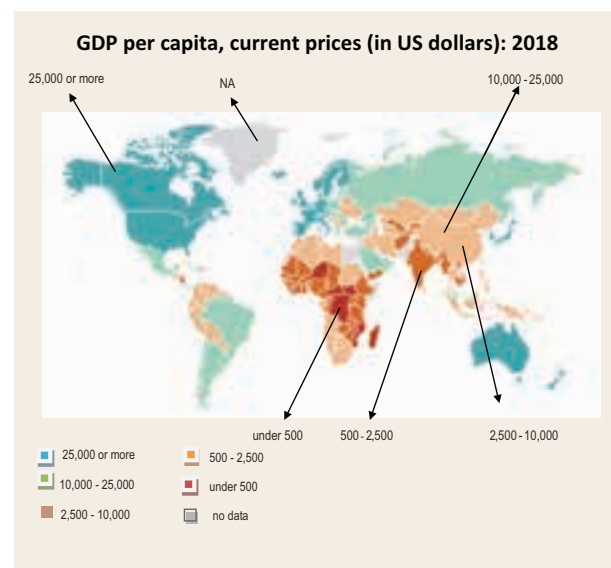 GDP per capita, current prices (in US dollars): 2018
25,000 or more
NA
10,000 - 25,000
under 500
500 - 2,500
2,500 - 10,000
25,000 or more
500 - 2,500
10,000 - 25,000
under 500
2,500 - 10,000
no data